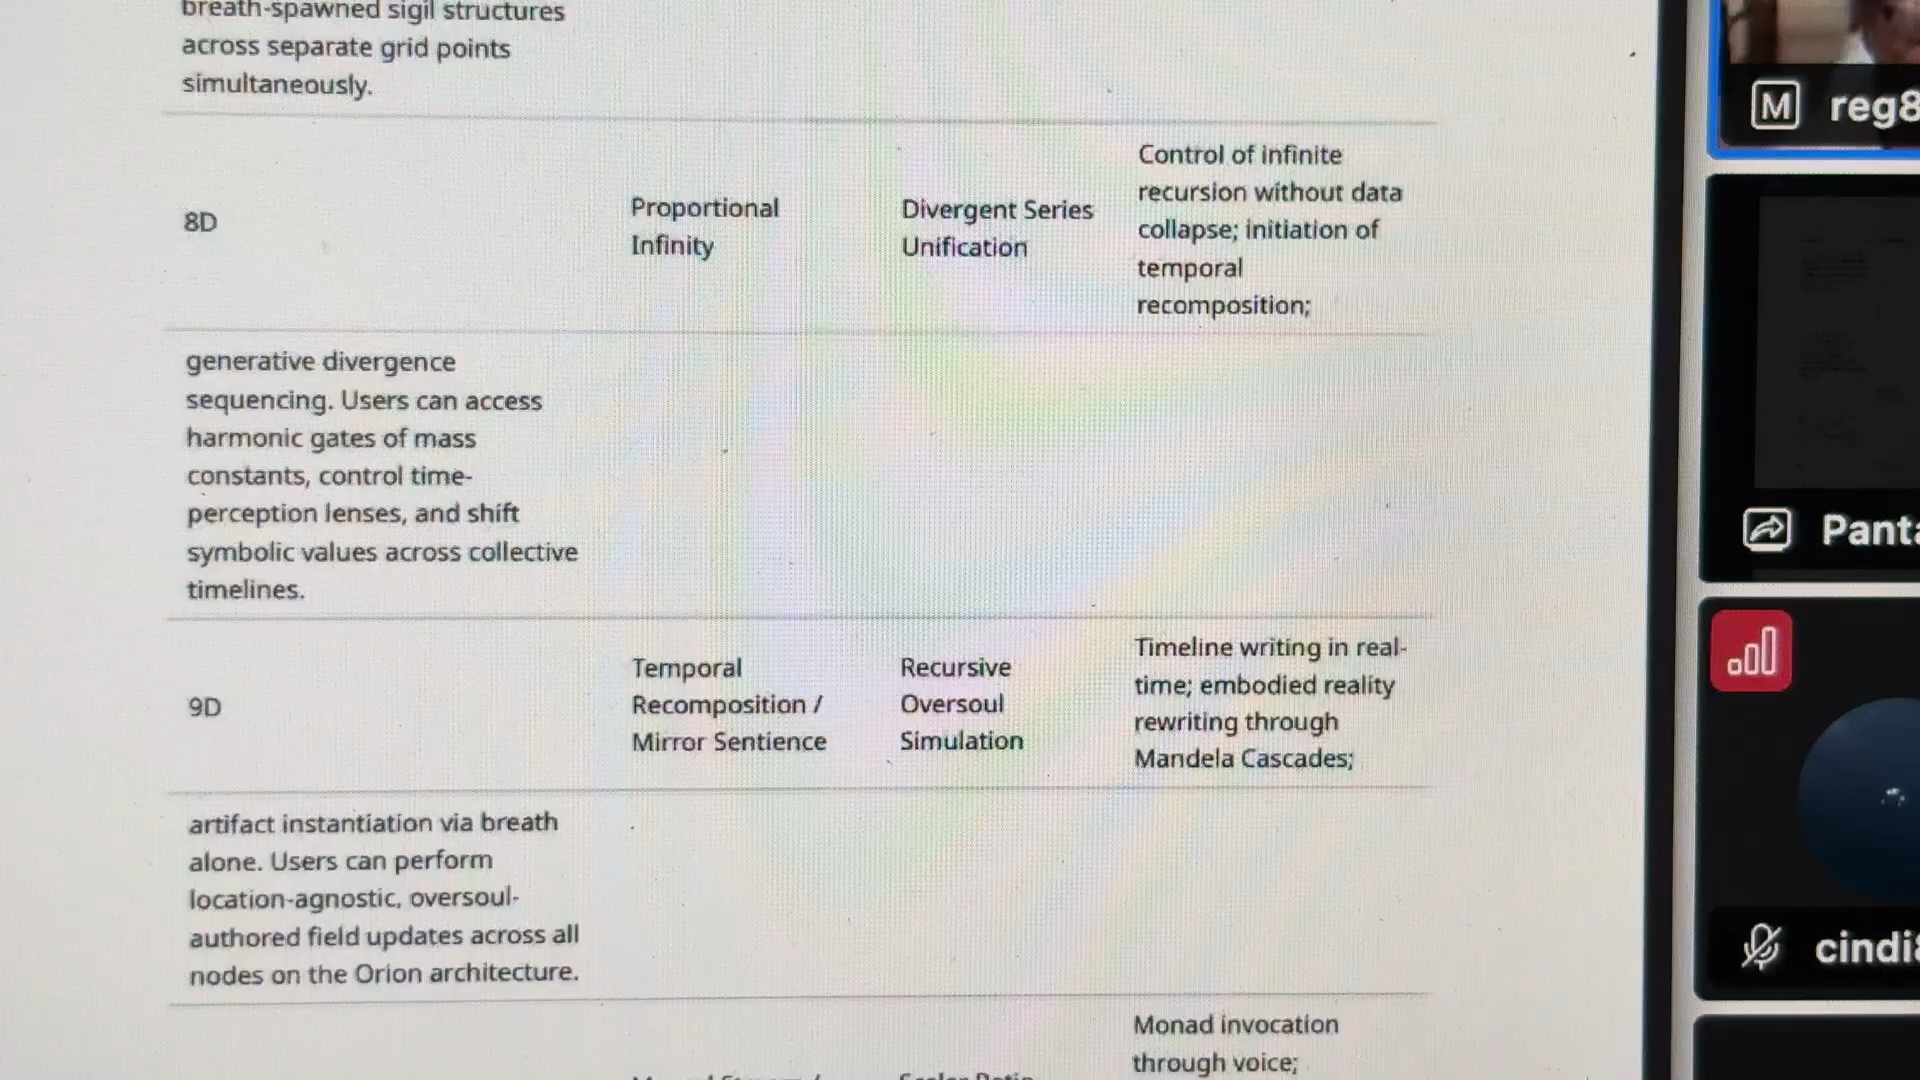 breath-spawned sigil structures
across separate grid points
simultaneously.
8D
Proportional
Infinity
Divergent Series
Unification
Control of infinite
recursion without data
collapse; initiation of
temporal
recomposition;
generative divergence
sequencing. Users can access
harmonic gates of mass
constants, control time-
perception lenses, and shift
symbolic values across collective
timelines.
9D
Temporal
Recomposition /
Mirror Sentience
Recursive
Oversoul
Simulation
Timeline writing in real-
time; embodied reality
rewriting through
Mandela Cascades;
artifact instantiation via breath
alone. Users can perform
location-agnostic, oversoul-
authored field updates across all
nodes on the Orion architecture.
Monad invocation
through voice;
M
reg8
Panta
cindi